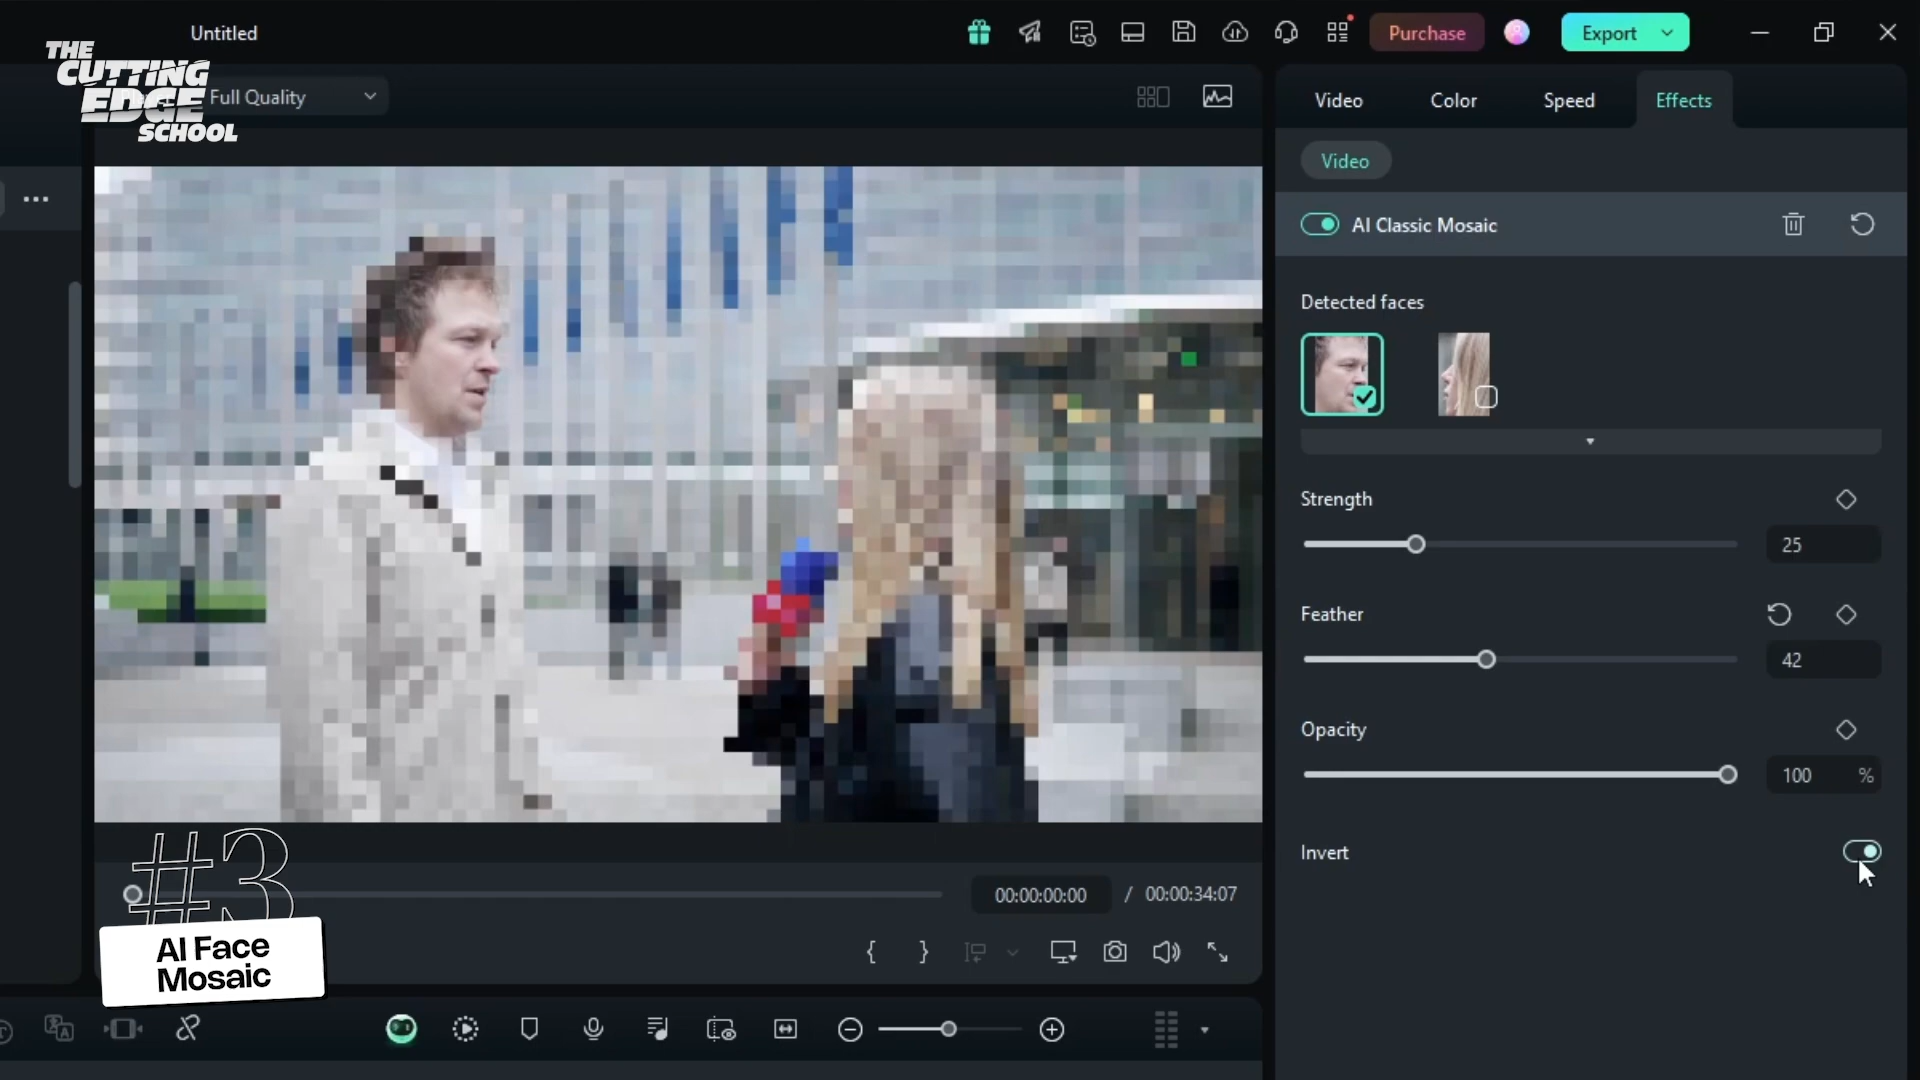 Untitled
Purchase
Export
THE
CUTTING
EDGE
SCHOOL
Full Quality
Video
Color
Speed
Effects
Video
AI Classic Mosaic
Detected faces
Strength
25
Feather
42
Opacity
100 %
Invert
00:00:00:00 / 00:00:34:07
#3
AI Face
Mosaic